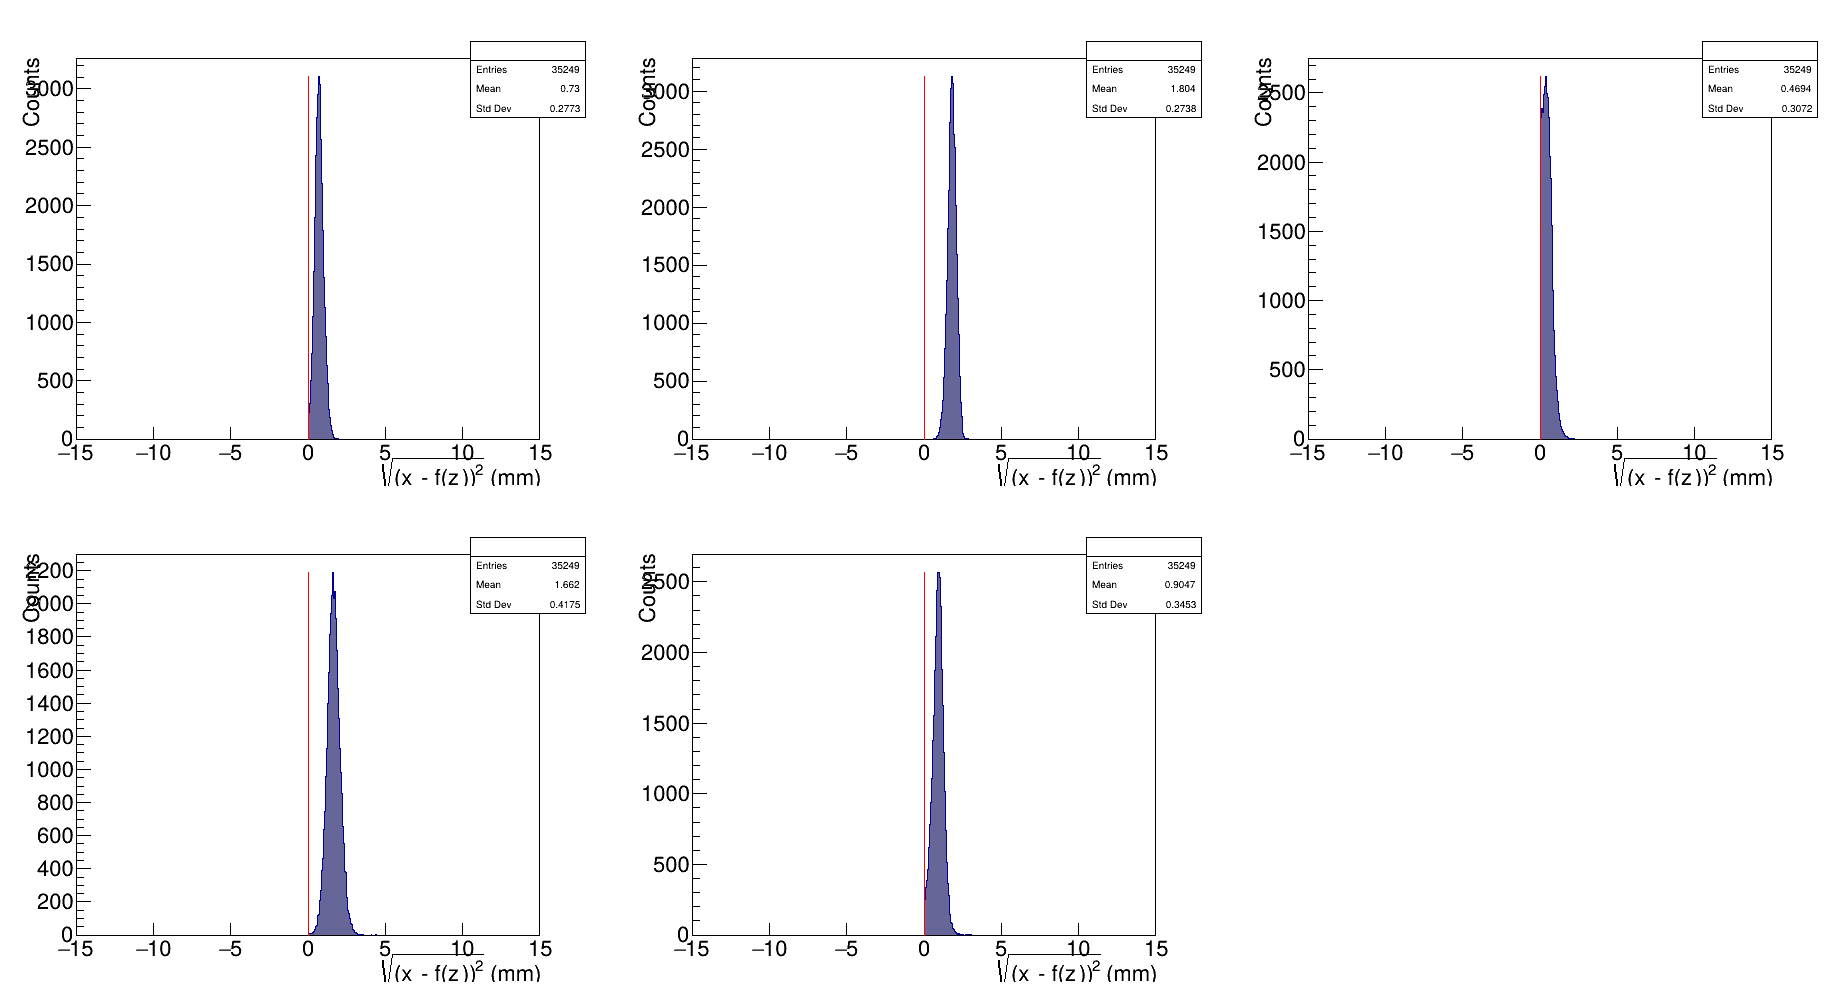 Counts
Entries 35249
Mean 0.73
Std Dev 0.2773
3000
2500
2000
1500
1000
500
0
−15 −10 −5 0 5 10 15
√(x - f(z))² (mm)
Counts
Entries 35249
Mean 1.804
Std Dev 0.2738
3000
2500
2000
1500
1000
500
0
−15 −10 −5 0 5 10 15
√(x - f(z))² (mm)
Counts
Entries 35249
Mean 0.4694
Std Dev 0.3072
2500
2000
1500
1000
500
0
−15 −10 −5 0 5 10 15
√(x - f(z))² (mm)
Counts
Entries 35249
Mean 1.662
Std Dev 0.4175
2200
2000
1800
1600
1400
1200
1000
800
600
400
200
0
−15 −10 −5 0 5 10 15
√(x - f(z))² (mm)
Counts
Entries 35249
Mean 0.9047
Std Dev 0.3453
2500
2000
1500
1000
500
0
−15 −10 −5 0 5 10 15
√(x - f(z))² (mm)